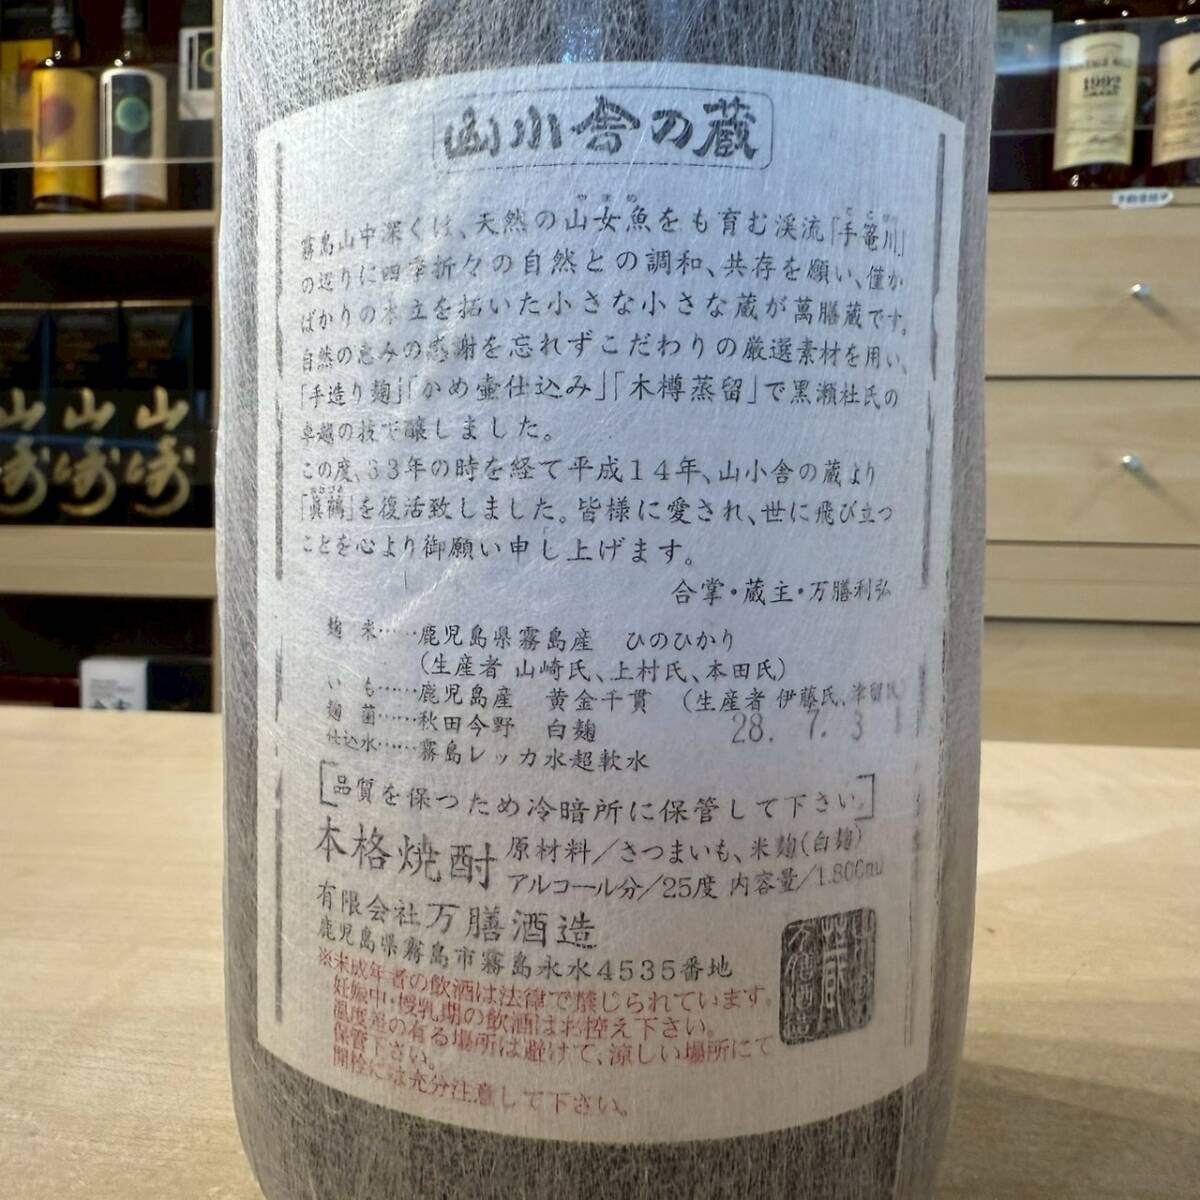 山小舎の蔵
霧島山中深くは、天然の山女魚をも育む渓流「手篭川」
の辺りに四季折々の自然との調和、共存を願い、僅か
ばかりの木立を拓いた小さな小さな蔵が萬膳蔵です。
自然の恵みの感謝を忘れずこだわりの厳選素材を用い、
「手造り麹」「かめ壷仕込み」「木樽蒸留」で黒瀬杜氏の
卓越の技で醸しました。
この度、33年の時を経て平成14年、山小舎の蔵より
「眞鶴」を復活致しました。皆様に愛され、世に飛び立つ
ことを心より御願い申し上げます。
合掌・蔵主・万膳利弘
麹米……鹿児島県霧島産 ひのひかり
(生産者 山崎氏、上村氏、本田氏)
いも……鹿児島産 黄金千貫 (生産者 伊藤氏、津留氏)
麹菌……秋田今野 白麹
28. 7. 3
仕込水……霧島レッカ水超軟水
[品質を保つため冷暗所に保管して下さい。]
本格焼酎
原材料/さつまいも、米麹(白麹)
アルコール分/25度 内容量/1.800ml
有限会社万膳酒造
鹿児島県霧島市霧島永水4535番地
※未成年者の飲酒は法律で禁じられています。
妊娠中・授乳期の飲酒はお控え下さい。
温度差の有る場所は避けて、涼しい場所にて
保管下さい。
開栓には充分注意して下さい。
山崎
山崎
山崎
1992